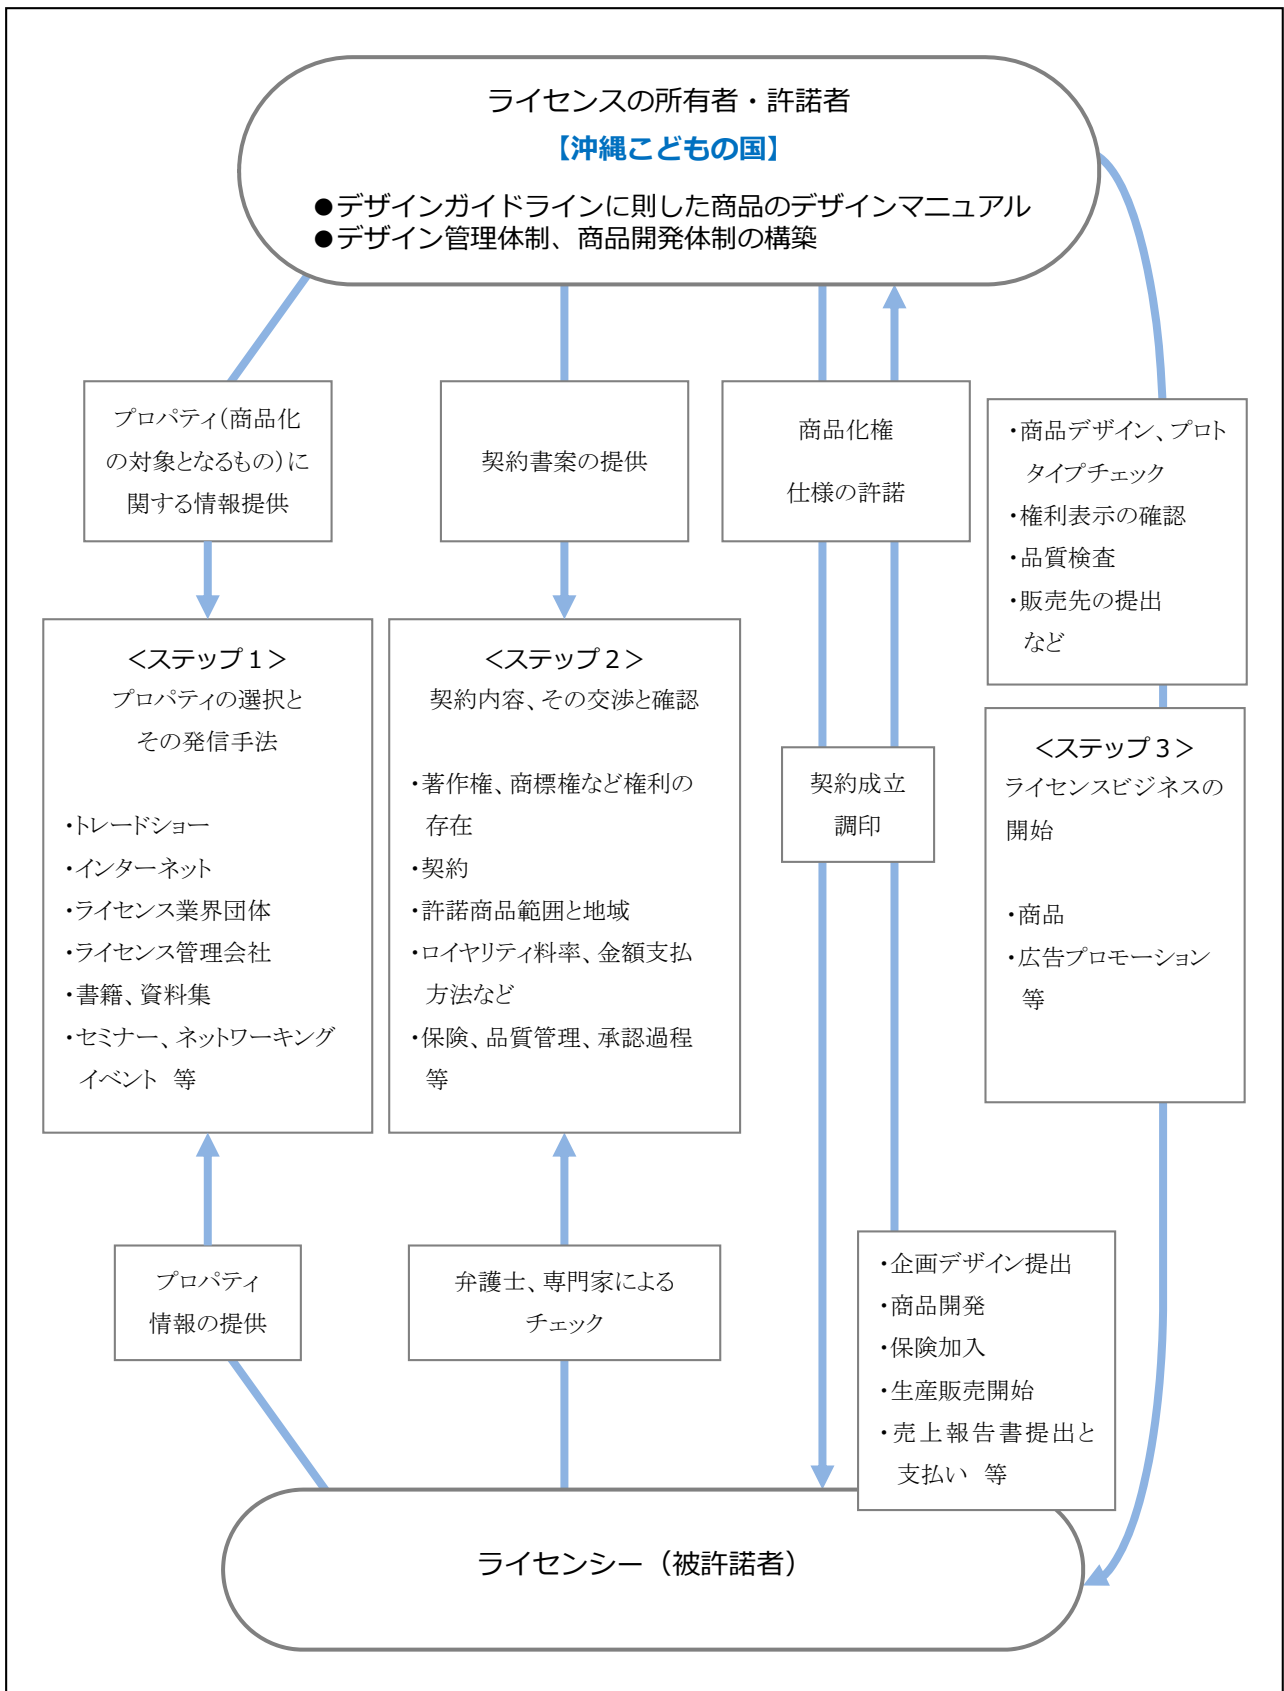 ライセンスの所有者・許諾者
【沖縄こどもの国】
●デザインガイドラインに則した商品のデザインマニュアル
●デザイン管理体制、商品開発体制の構築
プロパティ(商品化
の対象となるもの)に
関する情報提供
契約書案の提供
商品化権
仕様の許諾
・商品デザイン、プロト
タイプチェック
・権利表示の確認
・品質検査
・販売先の提出
など
＜ステップ1＞
プロパティの選択と
その発信手法
・トレードショー
・インターネット
・ライセンス業界団体
・ライセンス管理会社
・書籍、資料集
・セミナー、ネットワーキング
イベント 等
＜ステップ2＞
契約内容、その交渉と確認
・著作権、商標権など権利の
存在
・契約
・許諾商品範囲と地域
・ロイヤリティ料率、金額支払
方法など
・保険、品質管理、承認過程
等
契約成立
調印
＜ステップ3＞
ライセンスビジネスの
開始
・商品
・広告プロモーション
等
プロパティ
情報の提供
弁護士、専門家による
チェック
・企画デザイン提出
・商品開発
・保険加入
・生産販売開始
・売上報告書提出と
支払い 等
ライセンシー（被許諾者）